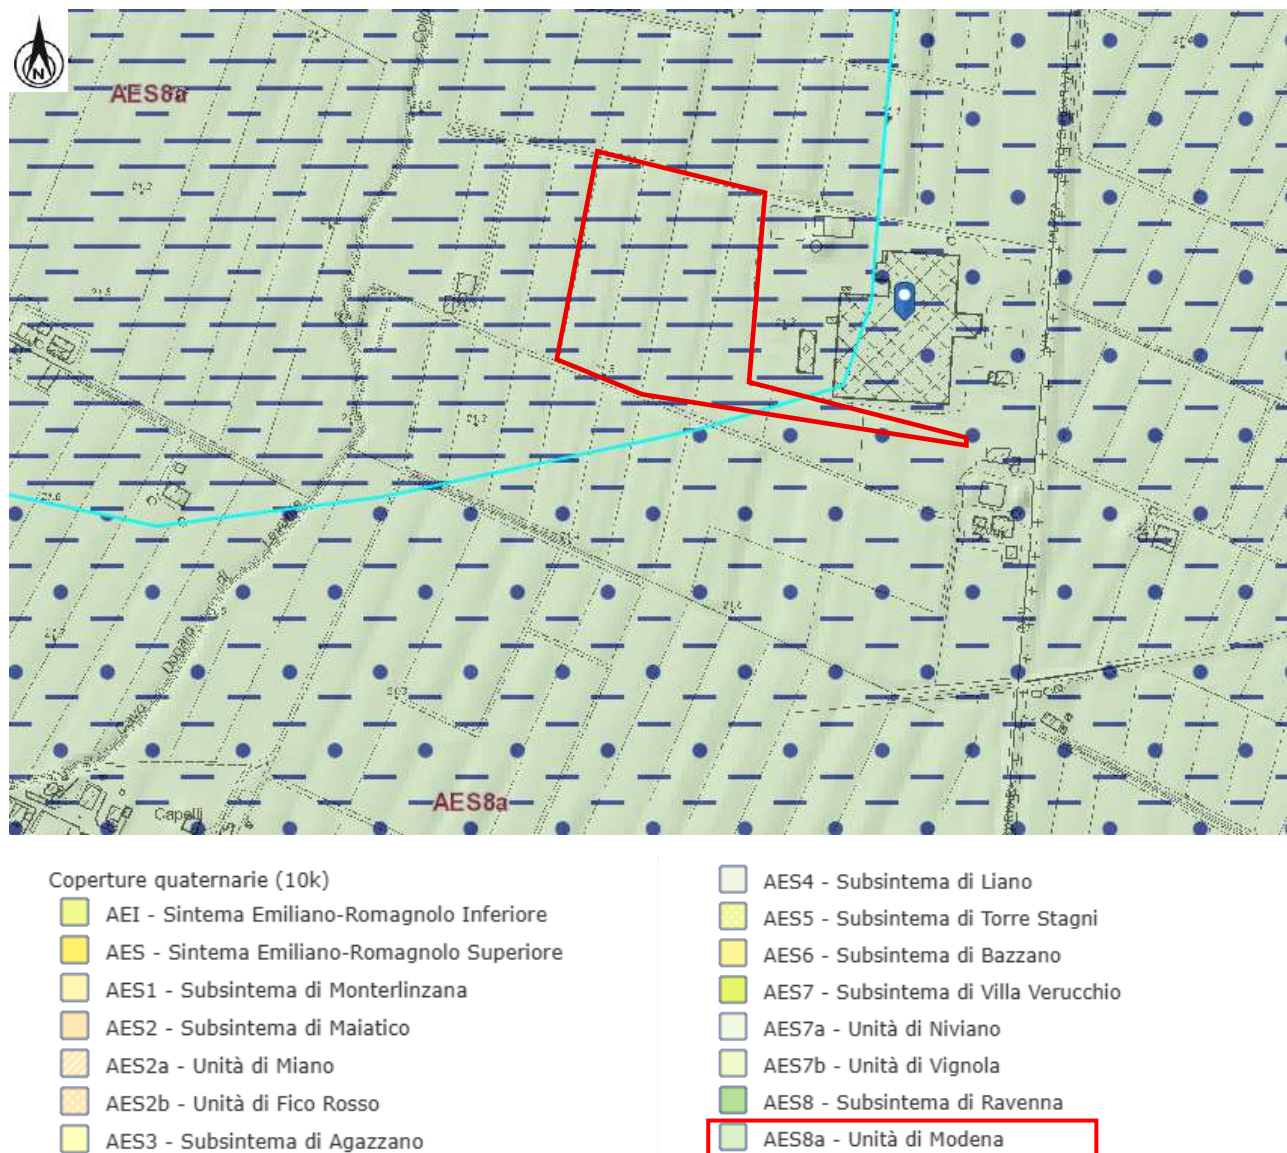 N
AES8a
AES8a
Capelli
Coperture quaternarie (10k)
AEI - Sintema Emiliano-Romagnolo Inferiore
AES - Sintema Emiliano-Romagnolo Superiore
AES1 - Subsintema di Monterlinzana
AES2 - Subsintema di Maiatico
AES2a - Unità di Miano
AES2b - Unità di Fico Rosso
AES3 - Subsintema di Agazzano
AES4 - Subsintema di Liano
AES5 - Subsintema di Torre Stagni
AES6 - Subsintema di Bazzano
AES7 - Subsintema di Villa Verucchio
AES7a - Unità di Niviano
AES7b - Unità di Vignola
AES8 - Subsintema di Ravenna
AES8a - Unità di Modena